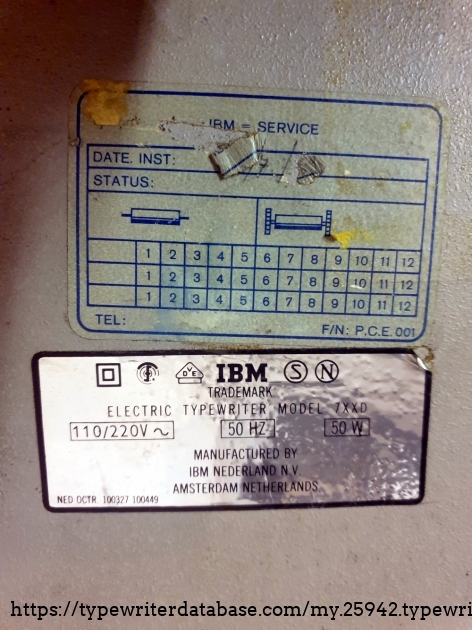 IBM = SERVICE
DATE. INST:
STATUS:
1 2 3 4 5 6 7 8 9 10 11 12
1 2 3 4 5 6 7 8 9 10 11 12
1 2 3 4 5 6 7 8 9 10 11 12
TEL:
F/N: P.C.E. 001
VDE IBM S N
TRADEMARK
ELECTRIC TYPEWRITER MODEL 7XXD
110/220V ~ 50 HZ 50 W
MANUFACTURED BY
IBM NEDERLAND N.V.
AMSTERDAM NETHERLANDS
NED OCTR. 100327 100449
https://typewriterdatabase.com/my.25942.typewri